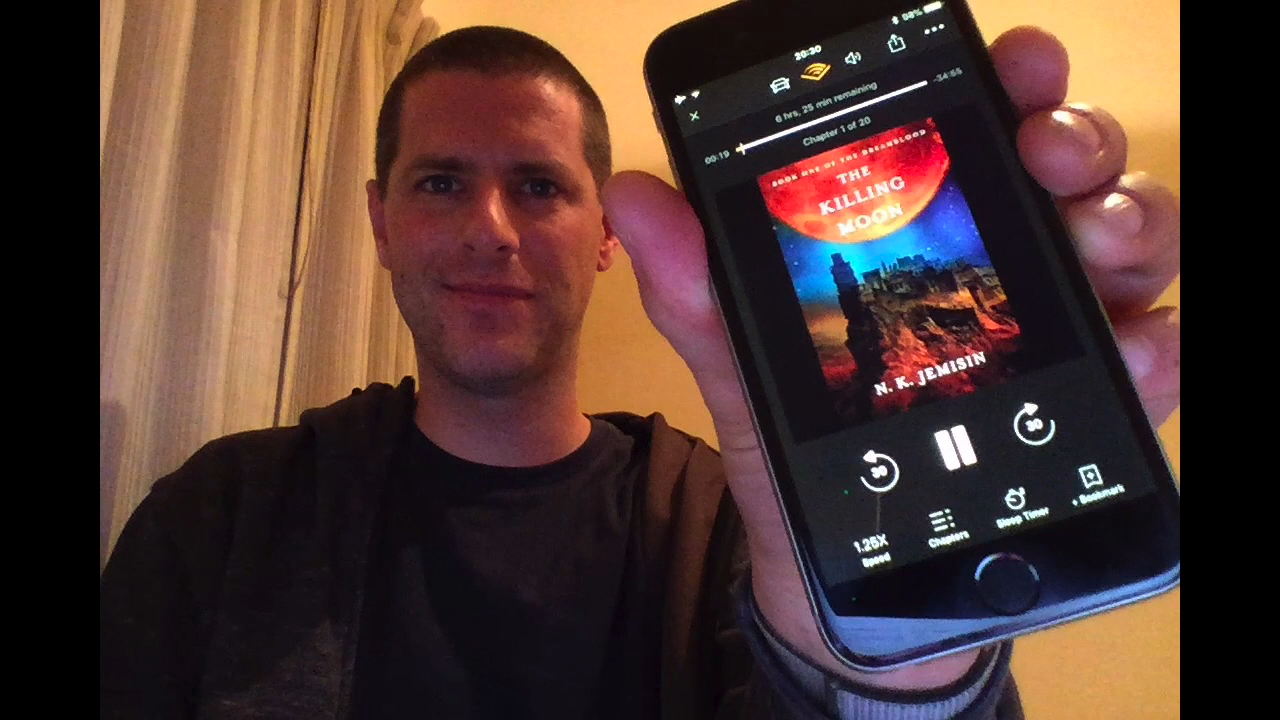 98%
20:30
6 hrs, 25 min remaining
00:19
-34:55
Chapter 1 of 20
BOOK ONE OF THE DREAMBLOOD
THE
KILLING
MOON
N. K. JEMISIN
30
30
1.25X
Speed
Chapters
Sleep Timer
+ Bookmark